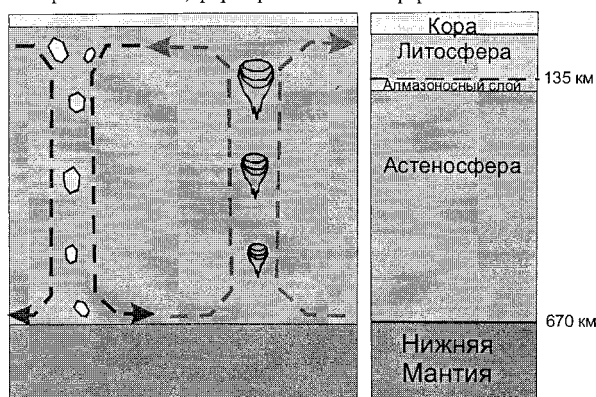 Кора
Литосфера
135 км
Алмазоносный слой
Астеносфера
670 км
Нижняя
Мантия